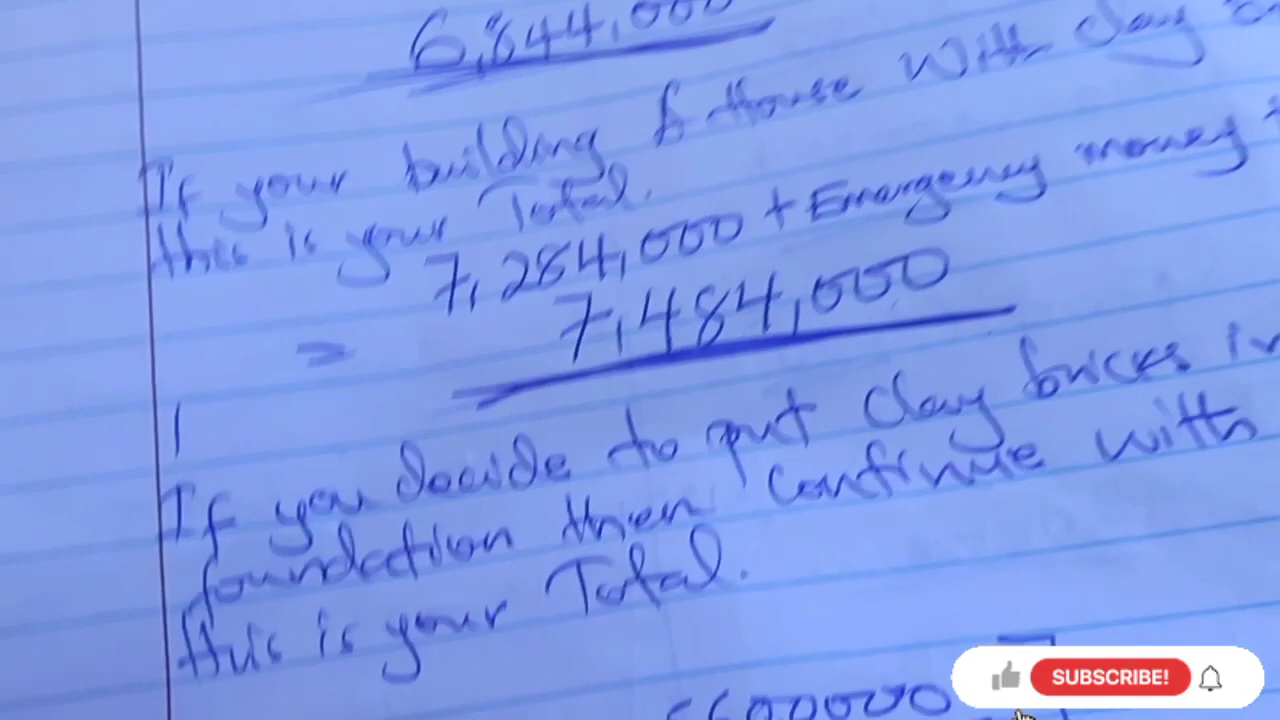 6,844,000
If your building A House with clay
this is your Total.
7,284,000 + Emergency money
= 7,484,000
If you decide to put clay bricks in
foundation then continue with
this is your Total.
SUBSCRIBE!